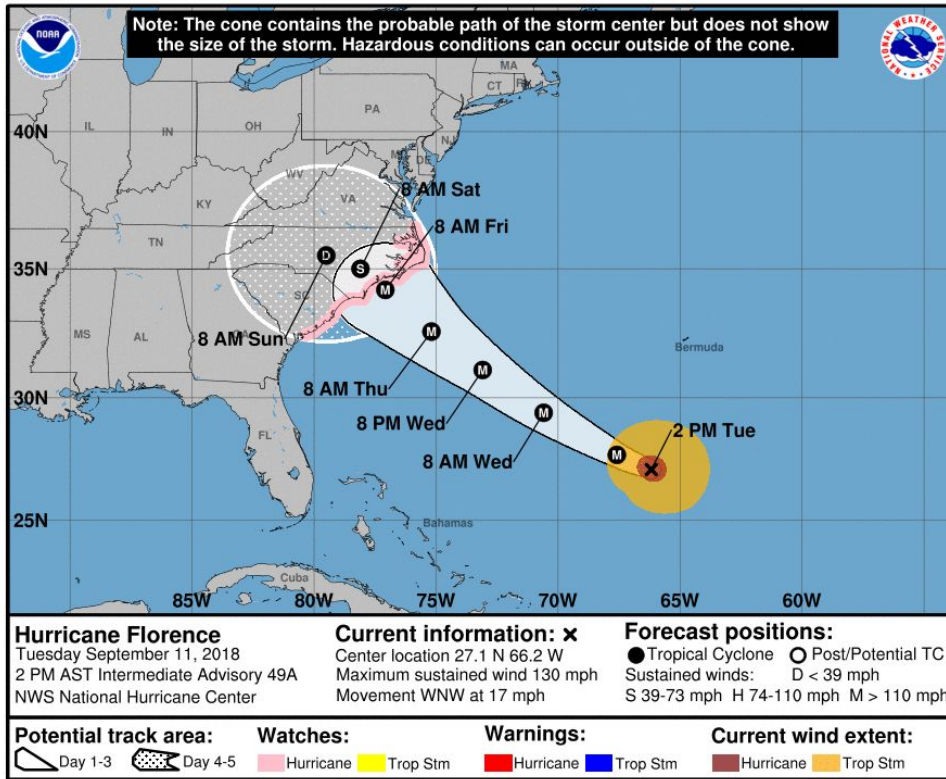 Note: The cone contains the probable path of the storm center but does not show
the size of the storm. Hazardous conditions can occur outside of the cone.
NOAA
NATIONAL WEATHER SERVICE
MA
CT
PA
NJ
40N
IL
IN
OH
DE
WV
VA
KY
8 AM Sat
8 AM Fri
TN
D
S
35N
M
SC
MS
AL
GA
8 AM Sun
M
Bermuda
8 AM Thu
M
30N
8 PM Wed
M
2 PM Tue
FL
8 AM Wed
M
25N
Bahamas
Cuba
85W
80W
75W
70W
65W
60W
Hurricane Florence
Tuesday September 11, 2018
2 PM AST Intermediate Advisory 49A
NWS National Hurricane Center
Current information: ×
Center location 27.1 N 66.2 W
Maximum sustained wind 130 mph
Movement WNW at 17 mph
Forecast positions:
Tropical Cyclone Post/Potential TC
Sustained winds: D < 39 mph
S 39-73 mph H 74-110 mph M > 110 mph
Potential track area:
Day 1-3 Day 4-5
Watches:
Hurricane Trop Stm
Warnings:
Hurricane Trop Stm
Current wind extent:
Hurricane Trop Stm